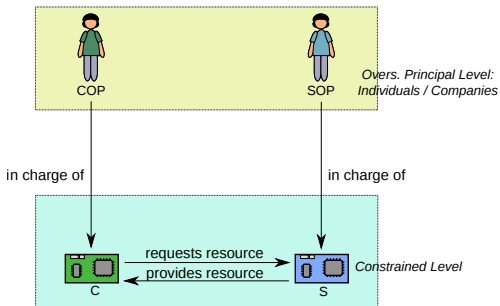 COP
SOP
Overs. Principal Level:
Individuals / Companies
in charge of
in charge of
requests resource
provides resource
C
S
Constrained Level